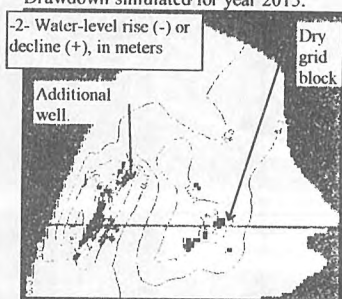 Drawdown simulated for year 2015.
-2- Water-level rise (-) or
decline (+), in meters
Additional
well.
Dry
grid
block